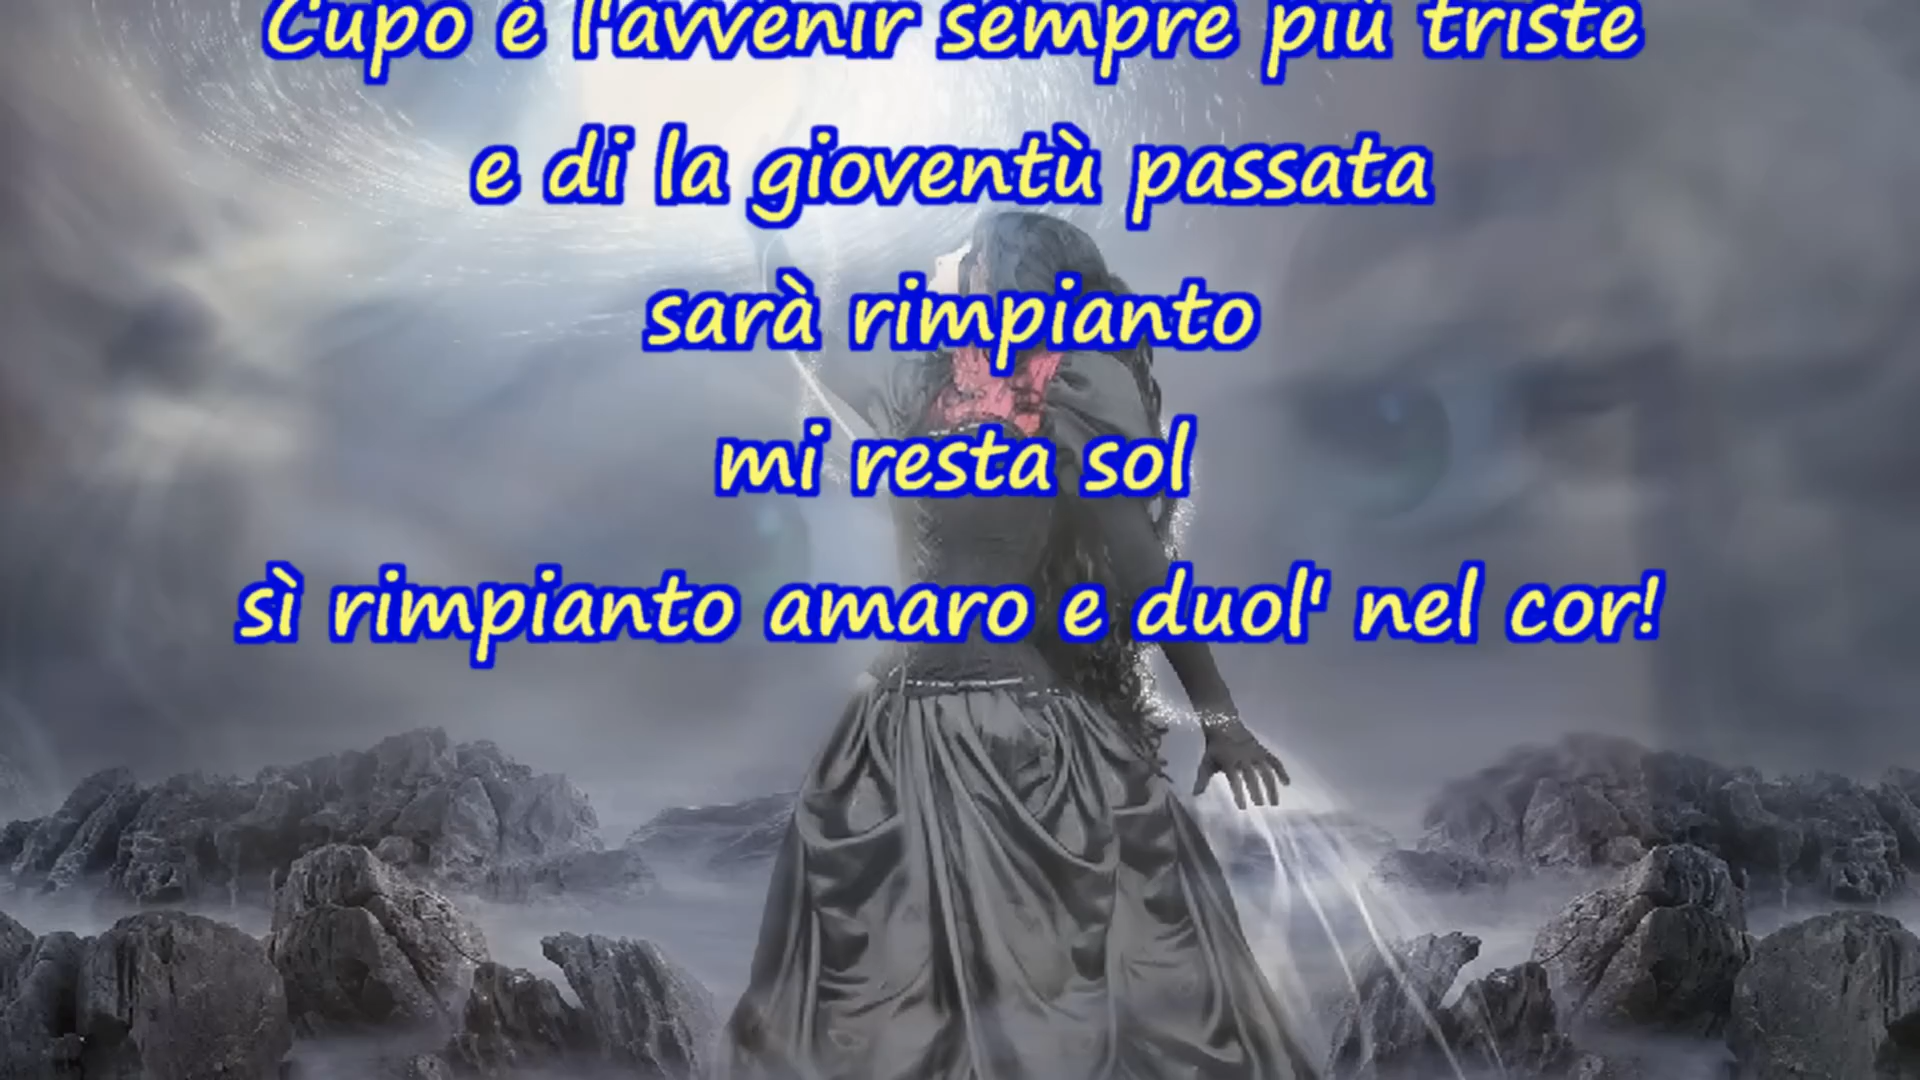 Cupo è l'avvenir sempre più triste
e di la gioventù passata
sarà rimpianto
mi resta sol
sì rimpianto amaro e duol' nel cor!